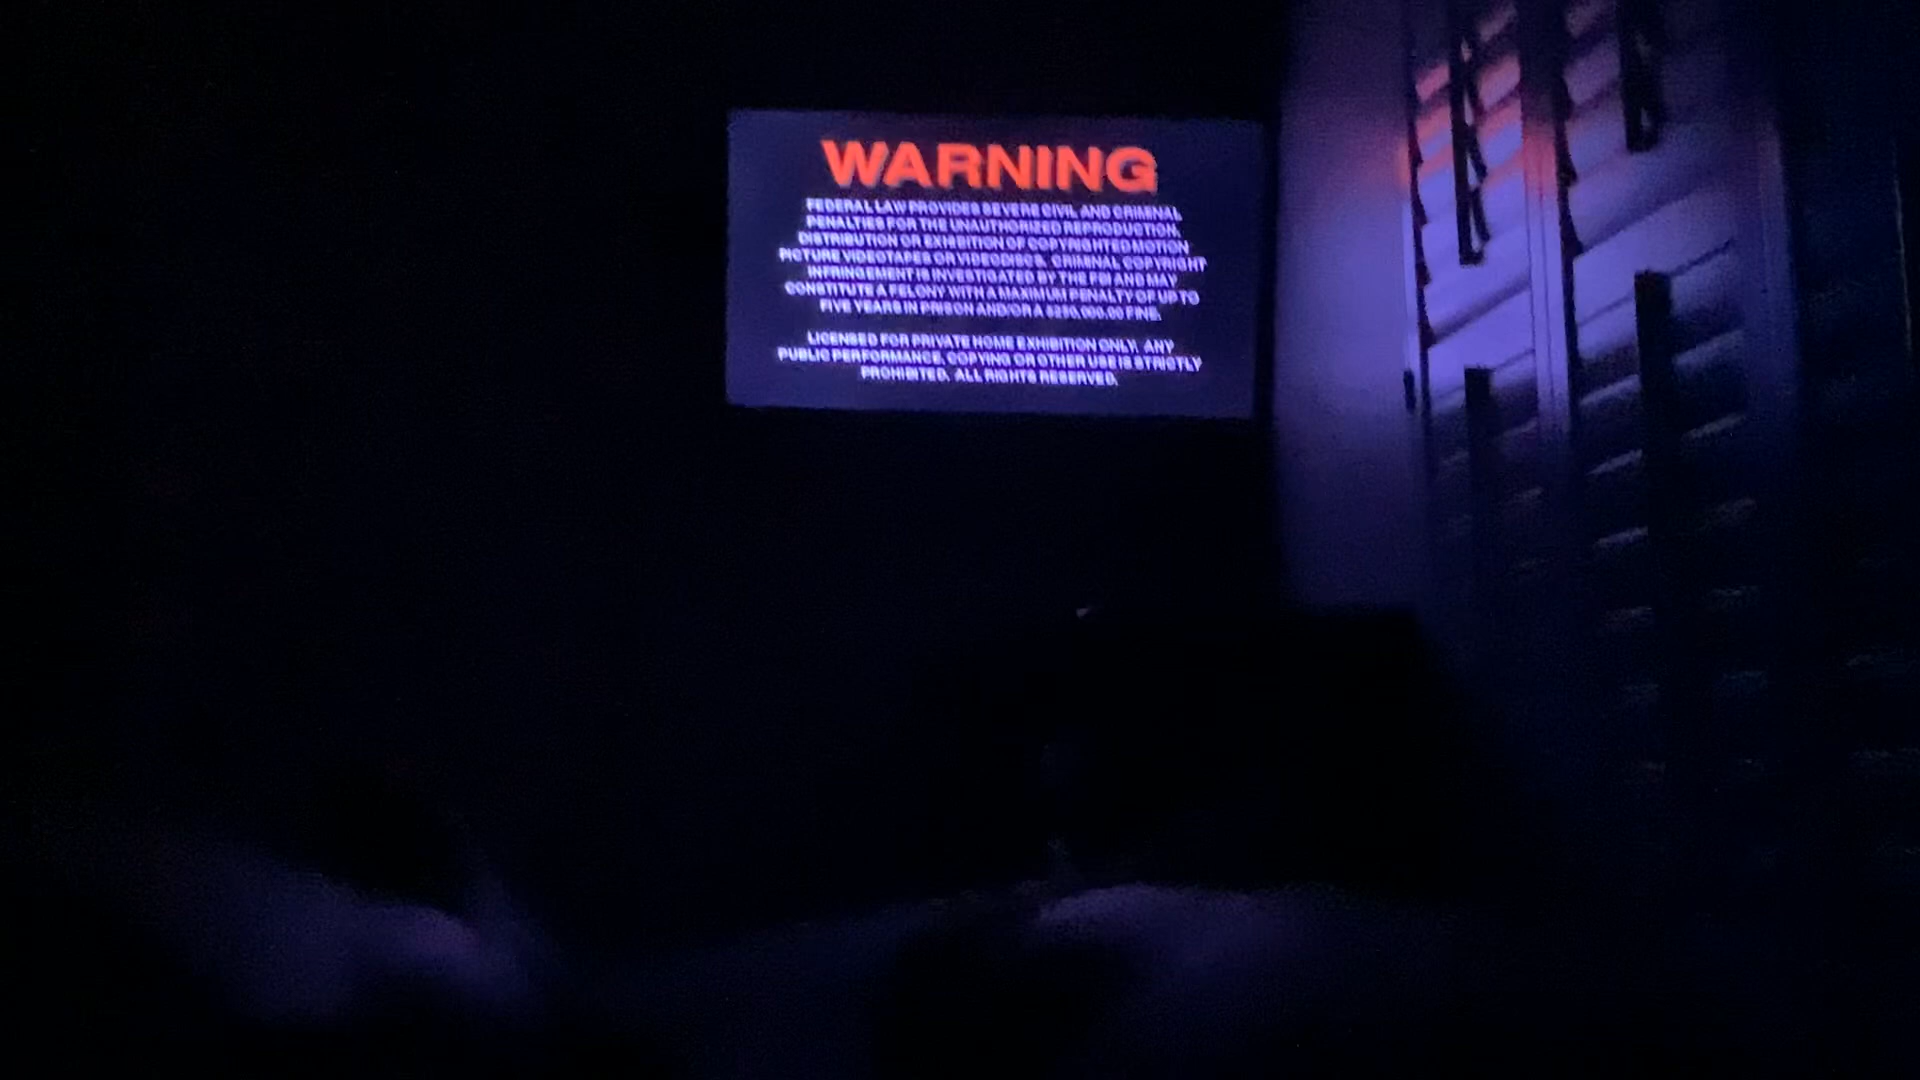 WARNING
FEDERAL LAW PROVIDES SEVERE CIVIL AND CRIMINAL
PENALTIES FOR THE UNAUTHORIZED REPRODUCTION,
DISTRIBUTION OR EXHIBITION OF COPYRIGHTED MOTION
PICTURE VIDEOTAPES OR VIDEODISCS. CRIMINAL COPYRIGHT
INFRINGEMENT IS INVESTIGATED BY THE FBI AND MAY
CONSTITUTE A FELONY WITH A MAXIMUM PENALTY OF UP TO
FIVE YEARS IN PRISON AND/OR A $250,000.00 FINE.
LICENSED FOR PRIVATE HOME EXHIBITION ONLY. ANY
PUBLIC PERFORMANCE, COPYING OR OTHER USE IS STRICTLY
PROHIBITED. ALL RIGHTS RESERVED.